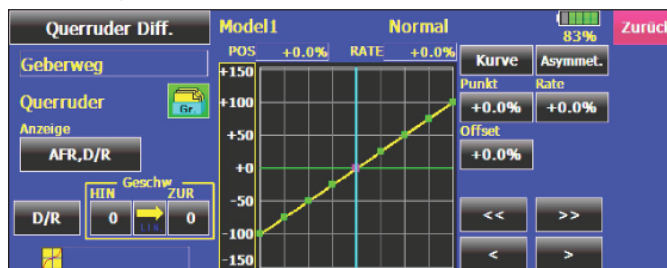 Querruder Diff.
Model1
Normal
83%
Zurück
POS +0.0% RATE +0.0%
Geberweg
Kurve
Asymmet.
Punkt
Rate
+0.0%
+0.0%
Offset
+0.0%
Querruder
Gr
Anzeige
AFR,D/R
Geschw
HIN
ZUR
D/R
0
LIN
0
+150
+100
+50
+0
-50
-100
-150
<<
>>
<
>